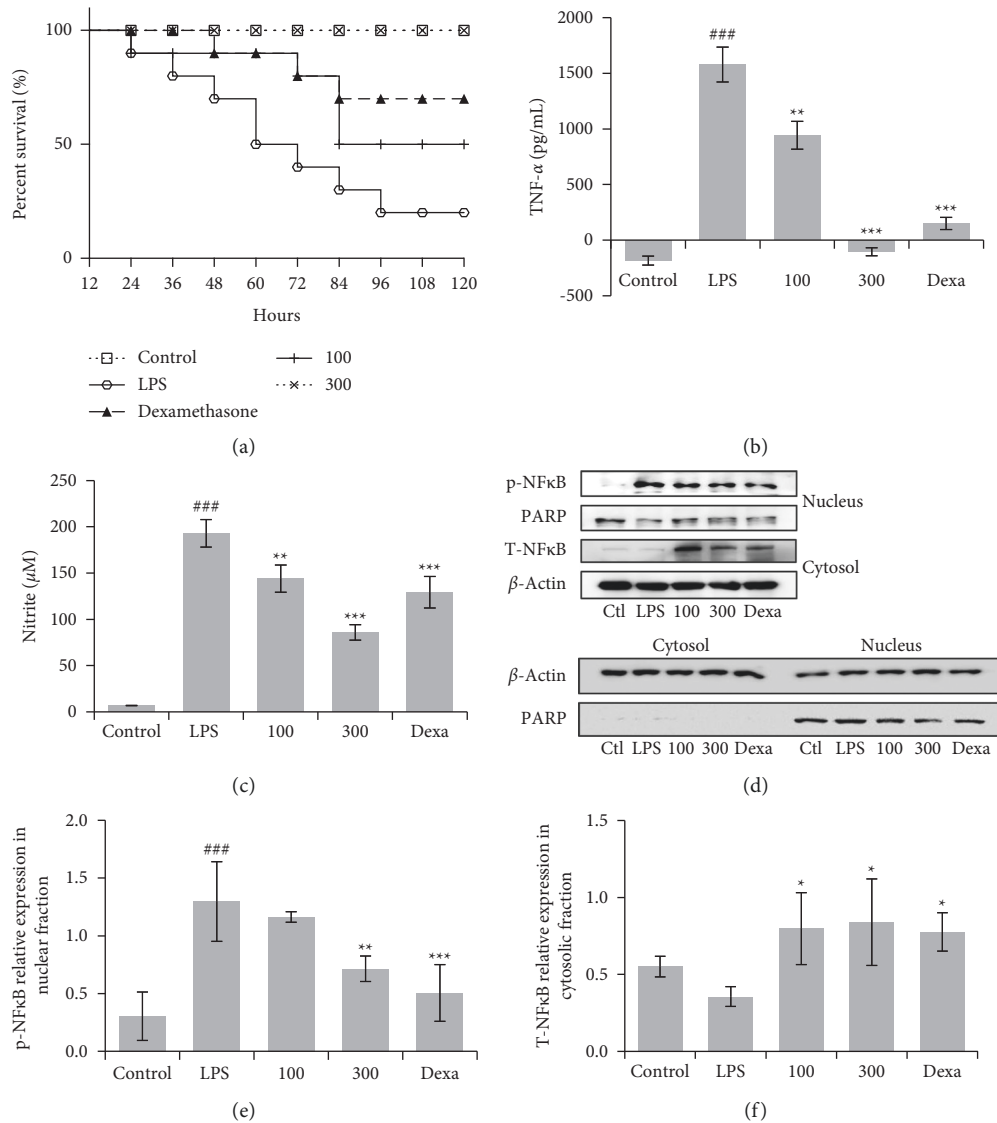 Percent survival (%)
100
50
0
12 24 36 48 60 72 84 96 108 120
Hours
Control
LPS
Dexamethasone
100
300
(a)
TNF-α (pg/mL)
2000
1500
1000
500
0
-500
###
**
***
***
Control LPS 100 300 Dexa
(b)
Nitrite (μM)
250
200
150
100
50
0
###
**
***
***
Control LPS 100 300 Dexa
(c)
p-NFκB
PARP
Nucleus
T-NFκB
β-Actin
Cytosol
Ctl LPS 100 300 Dexa
Cytosol Nucleus
β-Actin
PARP
Ctl LPS 100 300 Dexa Ctl LPS 100 300 Dexa
(d)
p-NFκB relative expression in
nuclear fraction
2.0
1.5
1.0
0.5
0.0
###
**
***
Control LPS 100 300 Dexa
(e)
T-NFκB relative expression in
cytosolic fraction
1.5
1.0
0.5
0.0
*
*
*
Control LPS 100 300 Dexa
(f)